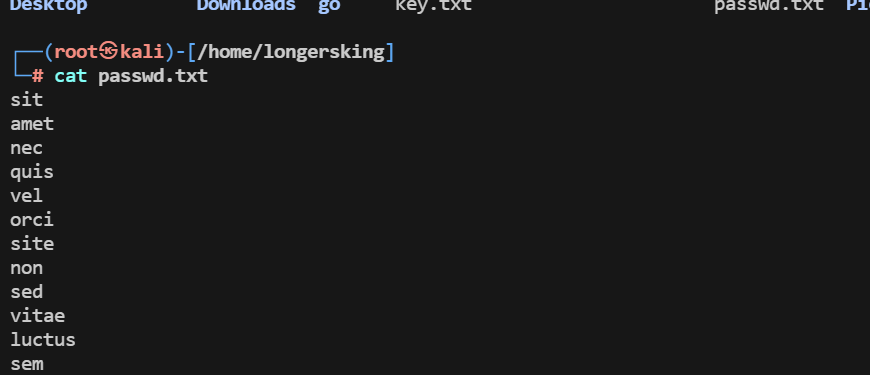 Desktop Downloads go key.txt passwd.txt
┌──(root㉿kali)-[/home/longersking]
└─# cat passwd.txt
sit
amet
nec
quis
vel
orci
site
non
sed
vitae
luctus
sem